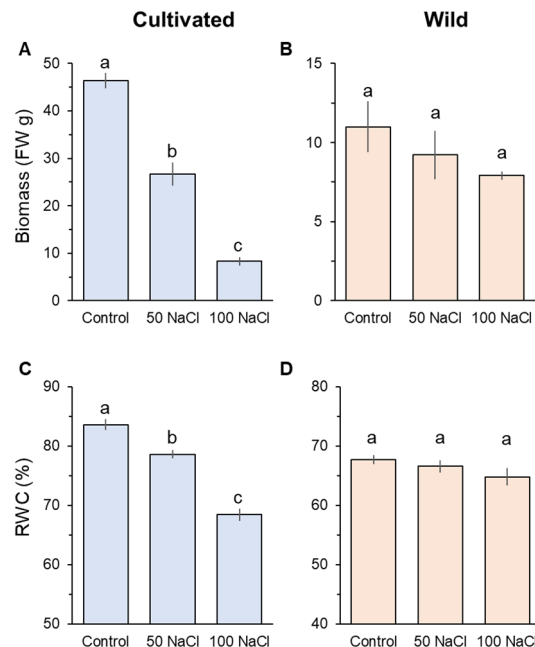 Cultivated Wild
A B
a
b
c
a
a
a
Biomass (FW g)
50
40
30
20
10
0
15
10
5
0
Control 50 NaCl 100 NaCl
Control 50 NaCl 100 NaCl
C D
a
b
c
a a a
RWC (%)
90
80
70
60
50
80
70
60
50
40
Control 50 NaCl 100 NaCl
Control 50 NaCl 100 NaCl